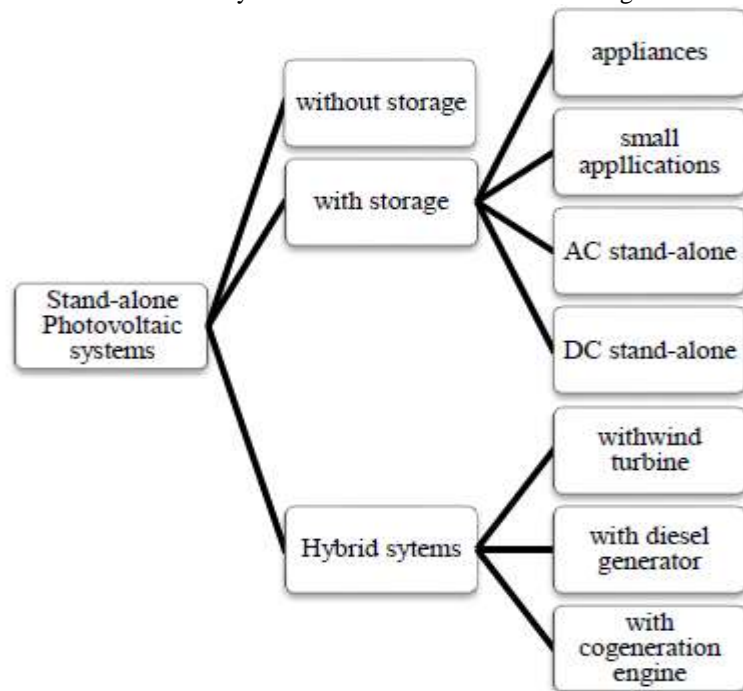 Stand-alone
Photovoltaic
systems
without storage
with storage
Hybrid sytems
appliances
small
appllications
AC stand-alone
DC stand-alone
withwind
turbine
with diesel
generator
with
cogeneration
engine